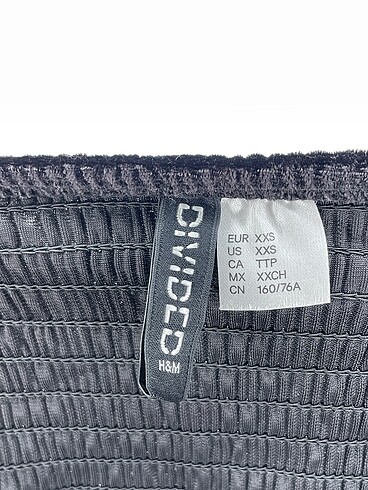 DIVIDED
H&M
EUR XXS
US XXS
CA TTP
MX XXCH
CN 160/76A